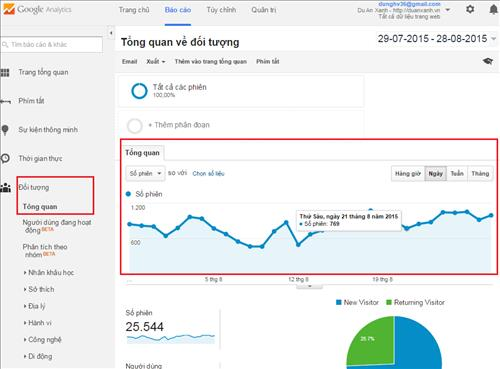 Google Analytics
Trang chủ
Báo cáo
Tùy chỉnh
Quản trị
dunghv36@gmail.com
Du An Xanh - http://www.duanxanh.vn
Tất cả dữ liệu trang web
Tìm báo cáo & khác
Trang tổng quan
Phím tắt
Sự kiện thông minh
Thời gian thực
Đối tượng
Tổng quan
Người dùng đang hoạt động BETA
Phân tích theo nhóm BETA
Nhân khẩu học
Sở thích
Địa lý
Hành vi
Công nghệ
Di động
Tổng quan về đối tượng
29-07-2015 - 28-08-2015
Email
Xuất
Thêm vào trang tổng quan
Phím tắt
Tất cả các phiên
100,00%
+ Thêm phân đoạn
Tổng quan
Số phiên
so với
Chọn số liệu
Hàng giờ
Ngày
Tuần
Tháng
Số phiên
1.200
600
Thứ Sáu, ngày 21 tháng 8 năm 2015
Số phiên: 769
...
5 thg 8
12 thg 8
19 thg 8
New Visitor
Returning Visitor
Số phiên
25.544
25.7%
Người dùng